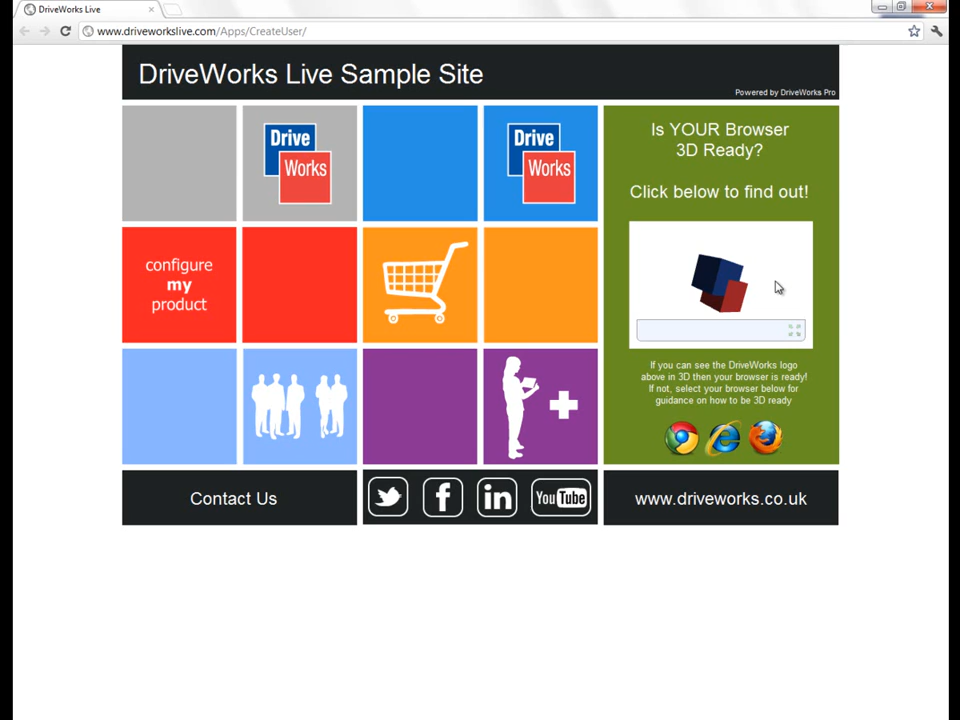 DriveWorks Live
www.driveworkslive.com/Apps/CreateUser/
DriveWorks Live Sample Site
Powered by DriveWorks Pro
Drive
Works
Drive
Works
Is YOUR Browser
3D Ready?
Click below to find out!
configure
my
product
If you can see the DriveWorks logo
above in 3D then your browser is ready!
If not, select your browser below for
guidance on how to be 3D ready
Contact Us
in
You Tube
www.driveworks.co.uk